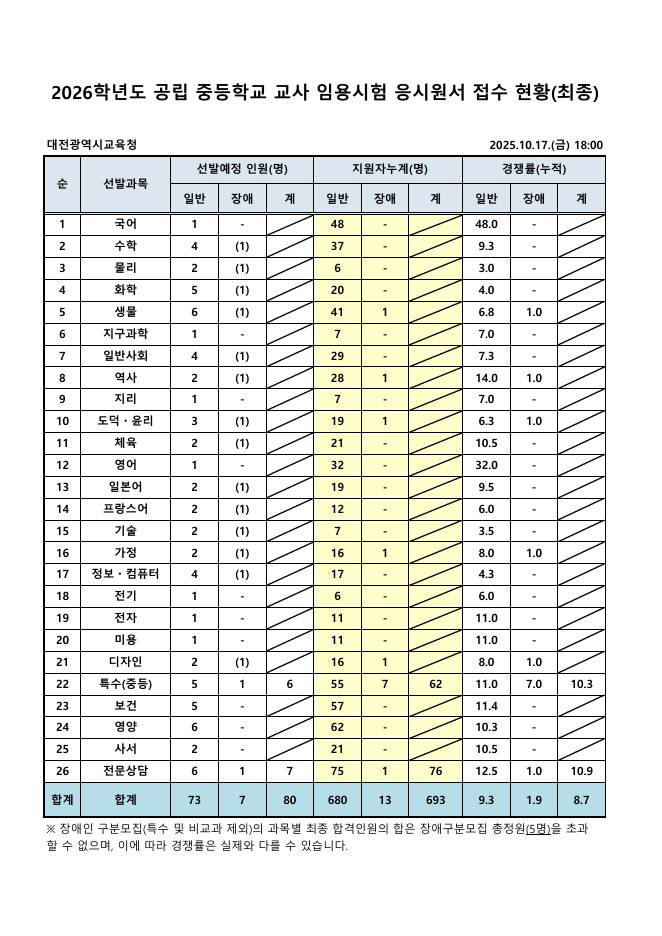 2026학년도 공립 중등학교 교사 임용시험 응시원서 접수 현황(최종)
대전광역시교육청 2025.10.17.(금) 18:00
순 선발과목 선발예정 인원(명) 지원자누계(명) 경쟁률(누적)
일반 장애 계 일반 장애 계 일반 장애 계
1 국어 1 - 48 - 48.0 -
2 수학 4 (1) 37 - 9.3 -
3 물리 2 (1) 6 - 3.0 -
4 화학 5 (1) 20 - 4.0 -
5 생물 6 (1) 41 1 6.8 1.0
6 지구과학 1 - 7 - 7.0 -
7 일반사회 4 (1) 29 - 7.3 -
8 역사 2 (1) 28 1 14.0 1.0
9 지리 1 - 7 - 7.0 -
10 도덕·윤리 3 (1) 19 1 6.3 1.0
11 체육 2 (1) 21 - 10.5 -
12 영어 1 - 32 - 32.0 -
13 일본어 2 (1) 19 - 9.5 -
14 프랑스어 2 (1) 12 - 6.0 -
15 기술 2 (1) 7 - 3.5 -
16 가정 2 (1) 16 1 8.0 1.0
17 정보·컴퓨터 4 (1) 17 - 4.3 -
18 전기 1 - 6 - 6.0 -
19 전자 1 - 11 - 11.0 -
20 미용 1 - 11 - 11.0 -
21 디자인 2 (1) 16 1 8.0 1.0
22 특수(중등) 5 1 6 55 7 62 11.0 7.0 10.3
23 보건 5 - 57 - 11.4 -
24 영양 6 - 62 - 10.3 -
25 사서 2 - 21 - 10.5 -
26 전문상담 6 1 7 75 1 76 12.5 1.0 10.9
합계 합계 73 7 80 680 13 693 9.3 1.9 8.7
※ 장애인 구분모집(특수 및 비교과 제외)의 과목별 최종 합격인원의 합은 장애구분모집 총정원(5명)을 초과
할 수 없으며, 이에 따라 경쟁률은 실제와 다를 수 있습니다.